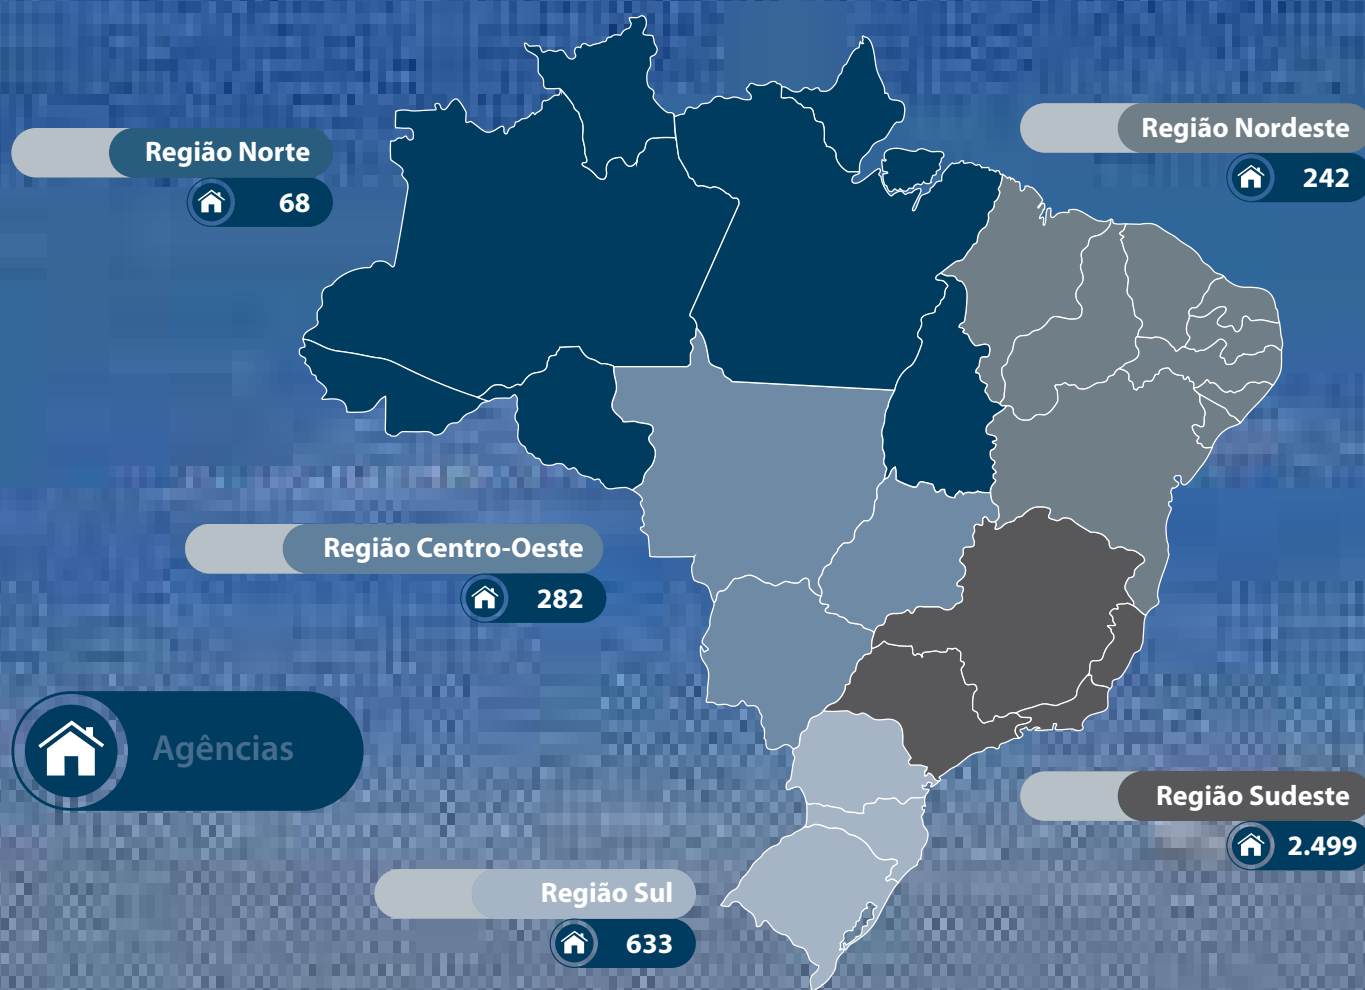 Região Norte
68
Região Nordeste
242
Região Centro-Oeste
282
Agências
Região Sudeste
2.499
Região Sul
633